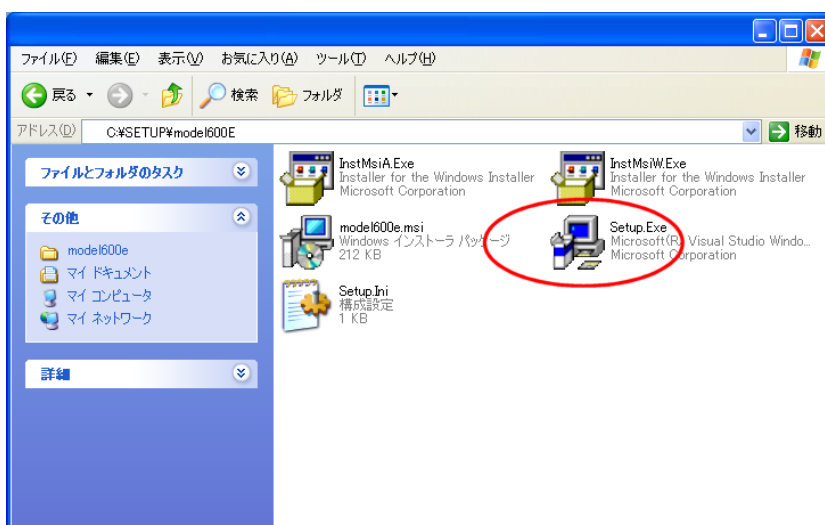 ファイル(F) 編集(E) 表示(V) お気に入り(A) ツール(T) ヘルプ(H)
戻る 検索 フォルダ
アドレス(D) C:¥SETUP¥model600E 移動
ファイルとフォルダのタスク
その他
model600e
マイ ドキュメント
マイ コンピュータ
マイ ネットワーク
詳細
InstMsiA.Exe
Installer for the Windows Installer
Microsoft Corporation
InstMsiW.Exe
Installer for the Windows Installer
Microsoft Corporation
model600e.msi
Windows インストーラ パッケージ
212 KB
Setup.Exe
Microsoft(R) Visual Studio Windo...
Microsoft Corporation
Setup.Ini
構成設定
1 KB